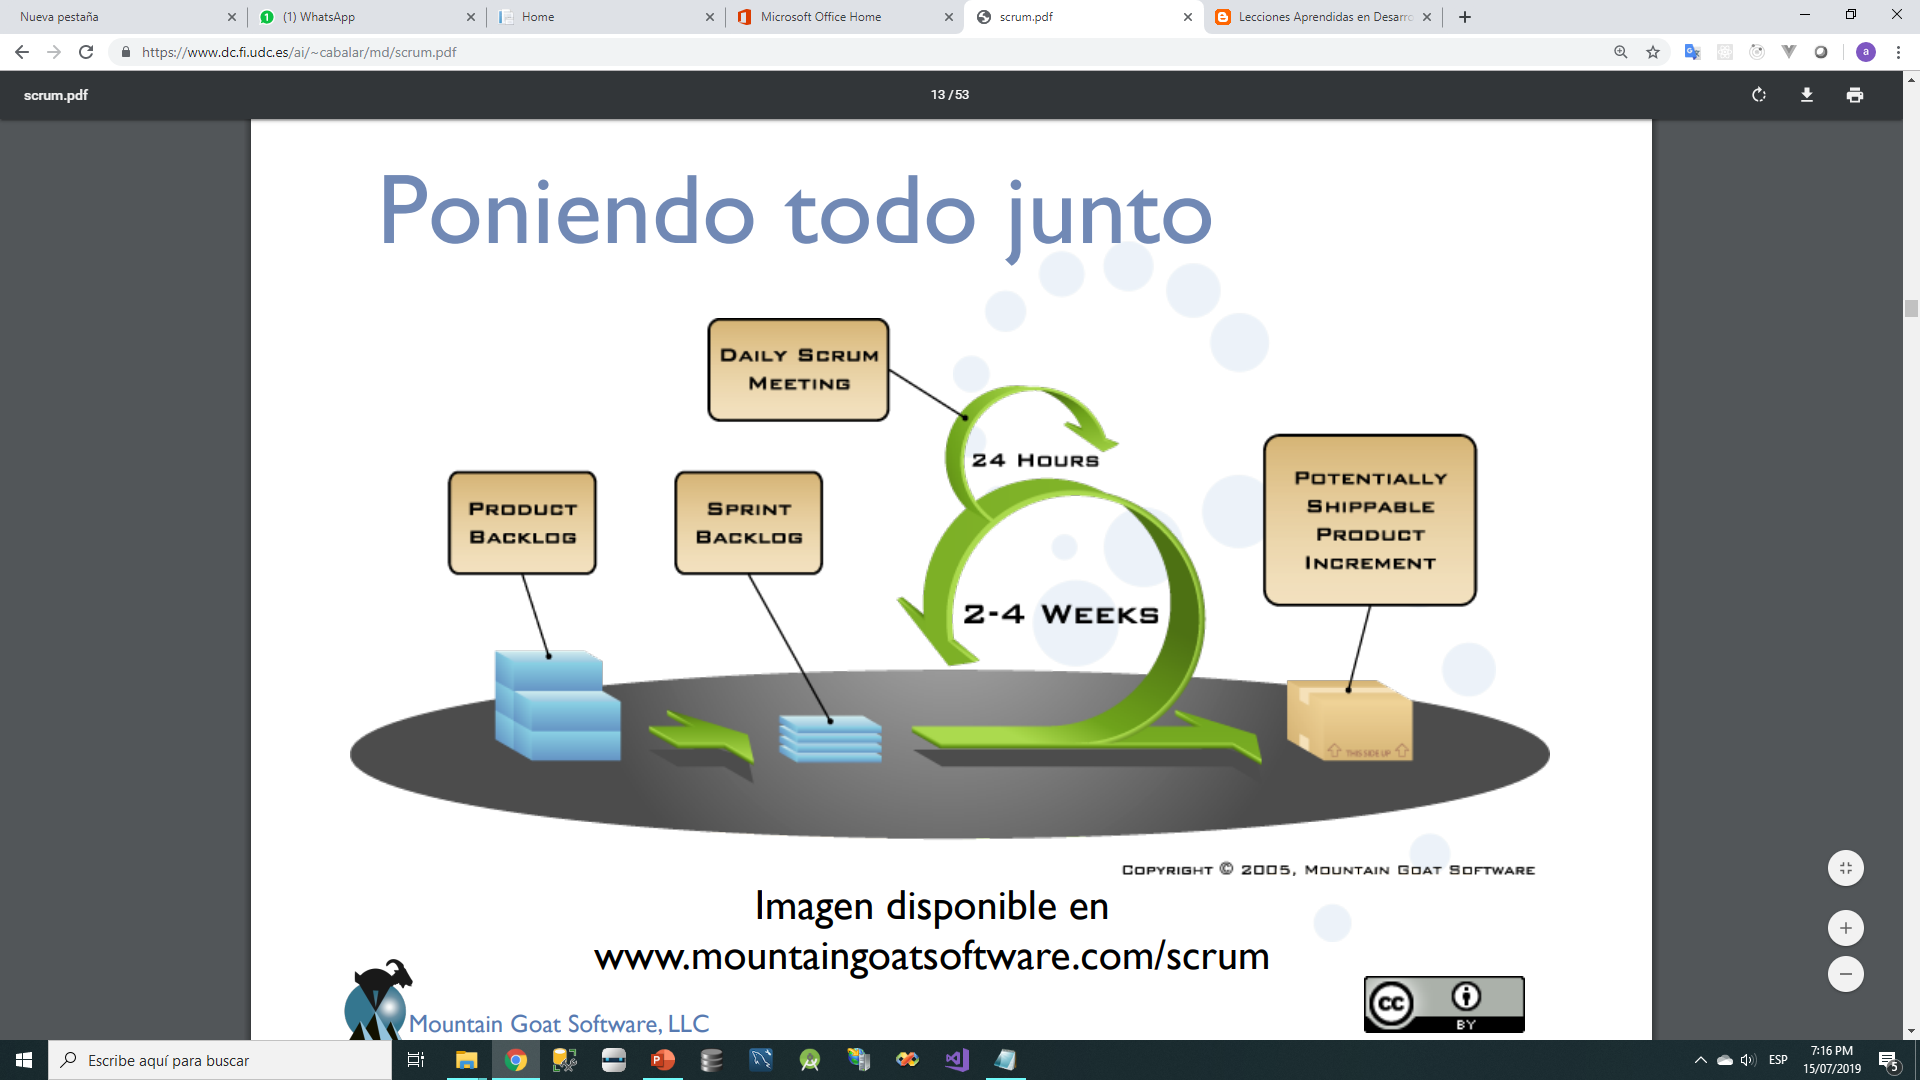 Nueva pestaña
(1) WhatsApp
Home
Microsoft Office Home
scrum.pdf
Lecciones Aprendidas en Desarro
https://www.dc.fi.udc.es/ai/~cabalar/md/scrum.pdf
a
scrum.pdf
13 / 53
Poniendo todo junto
DAILY SCRUM
MEETING
24 HOURS
PRODUCT
BACKLOG
SPRINT
BACKLOG
POTENTIALLY
SHIPPABLE
PRODUCT
INCREMENT
2-4 WEEKS
THIS SIDE UP
COPYRIGHT © 2005, MOUNTAIN GOAT SOFTWARE
Imagen disponible en
www.mountaingoatsoftware.com/scrum
Mountain Goat Software, LLC
cc
BY
Escribe aquí para buscar
ESP
7:16 PM
15/07/2019
5